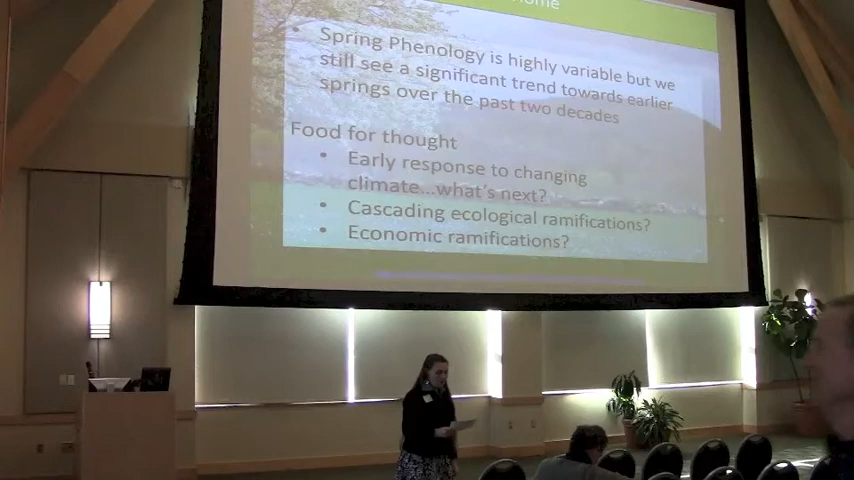 • Spring Phenology is highly variable but we
still see a significant trend towards earlier
springs over the past two decades
Food for thought
• Early response to changing
climate...what's next?
• Cascading ecological ramifications?
• Economic ramifications?